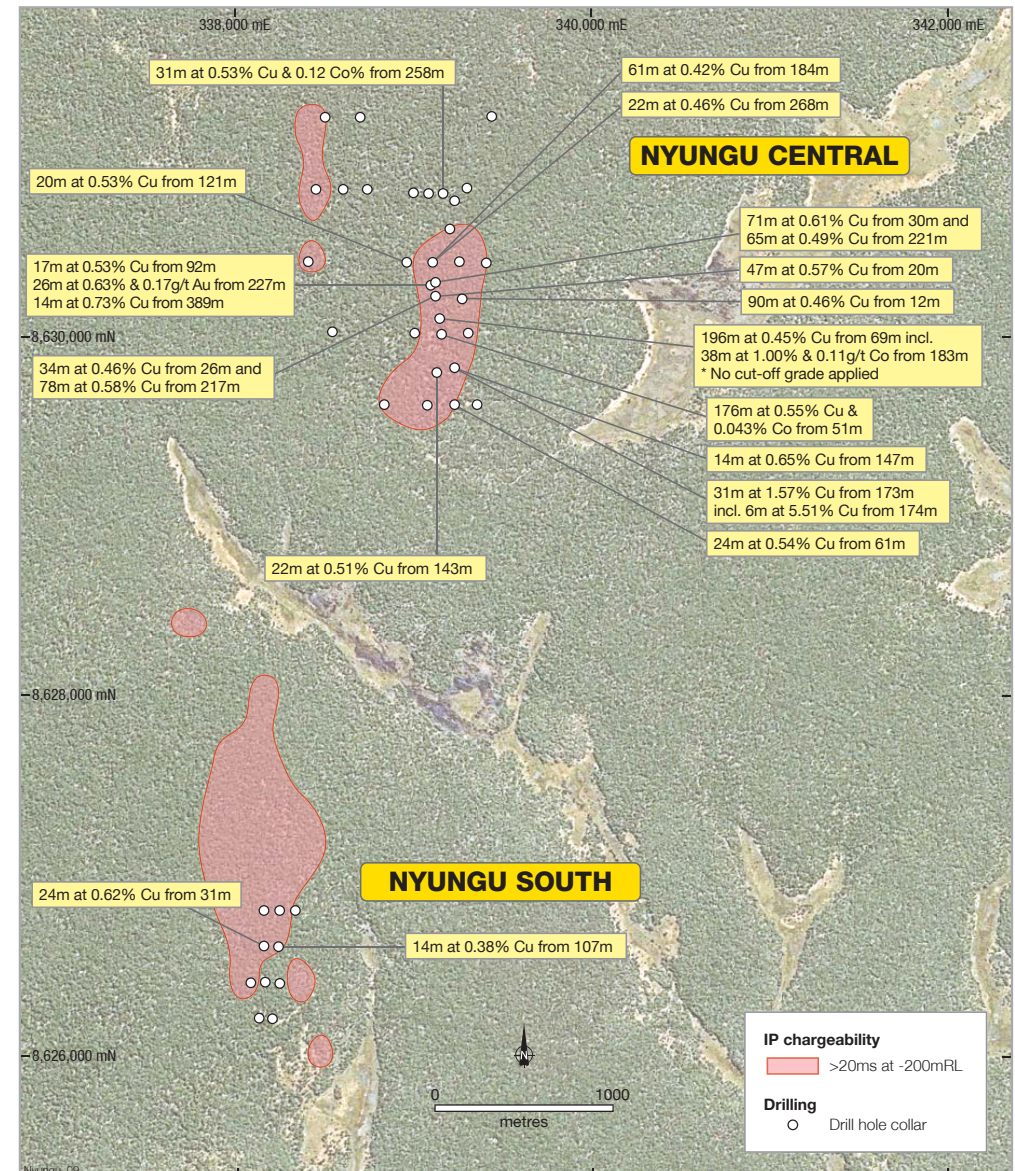 338,000 mE
340,000 mE
342,000 mE
31m at 0.53% Cu & 0.12 Co% from 258m
61m at 0.42% Cu from 184m
22m at 0.46% Cu from 268m
NYUNGU CENTRAL
20m at 0.53% Cu from 121m
71m at 0.61% Cu from 30m and
65m at 0.49% Cu from 221m
17m at 0.53% Cu from 92m
26m at 0.63% & 0.17g/t Au from 227m
14m at 0.73% Cu from 389m
47m at 0.57% Cu from 20m
90m at 0.46% Cu from 12m
8,630,000 mN
196m at 0.45% Cu from 69m incl.
38m at 1.00% & 0.11g/t Co from 183m
* No cut-off grade applied
34m at 0.46% Cu from 26m and
78m at 0.58% Cu from 217m
176m at 0.55% Cu &
0.043% Co from 51m
14m at 0.65% Cu from 147m
31m at 1.57% Cu from 173m
incl. 6m at 5.51% Cu from 174m
24m at 0.54% Cu from 61m
22m at 0.51% Cu from 143m
8,628,000 mN
NYUNGU SOUTH
24m at 0.62% Cu from 31m
14m at 0.38% Cu from 107m
8,626,000 mN
N
0 1000
metres
IP chargeability
>20ms at -200mRL
Drilling
Drill hole collar